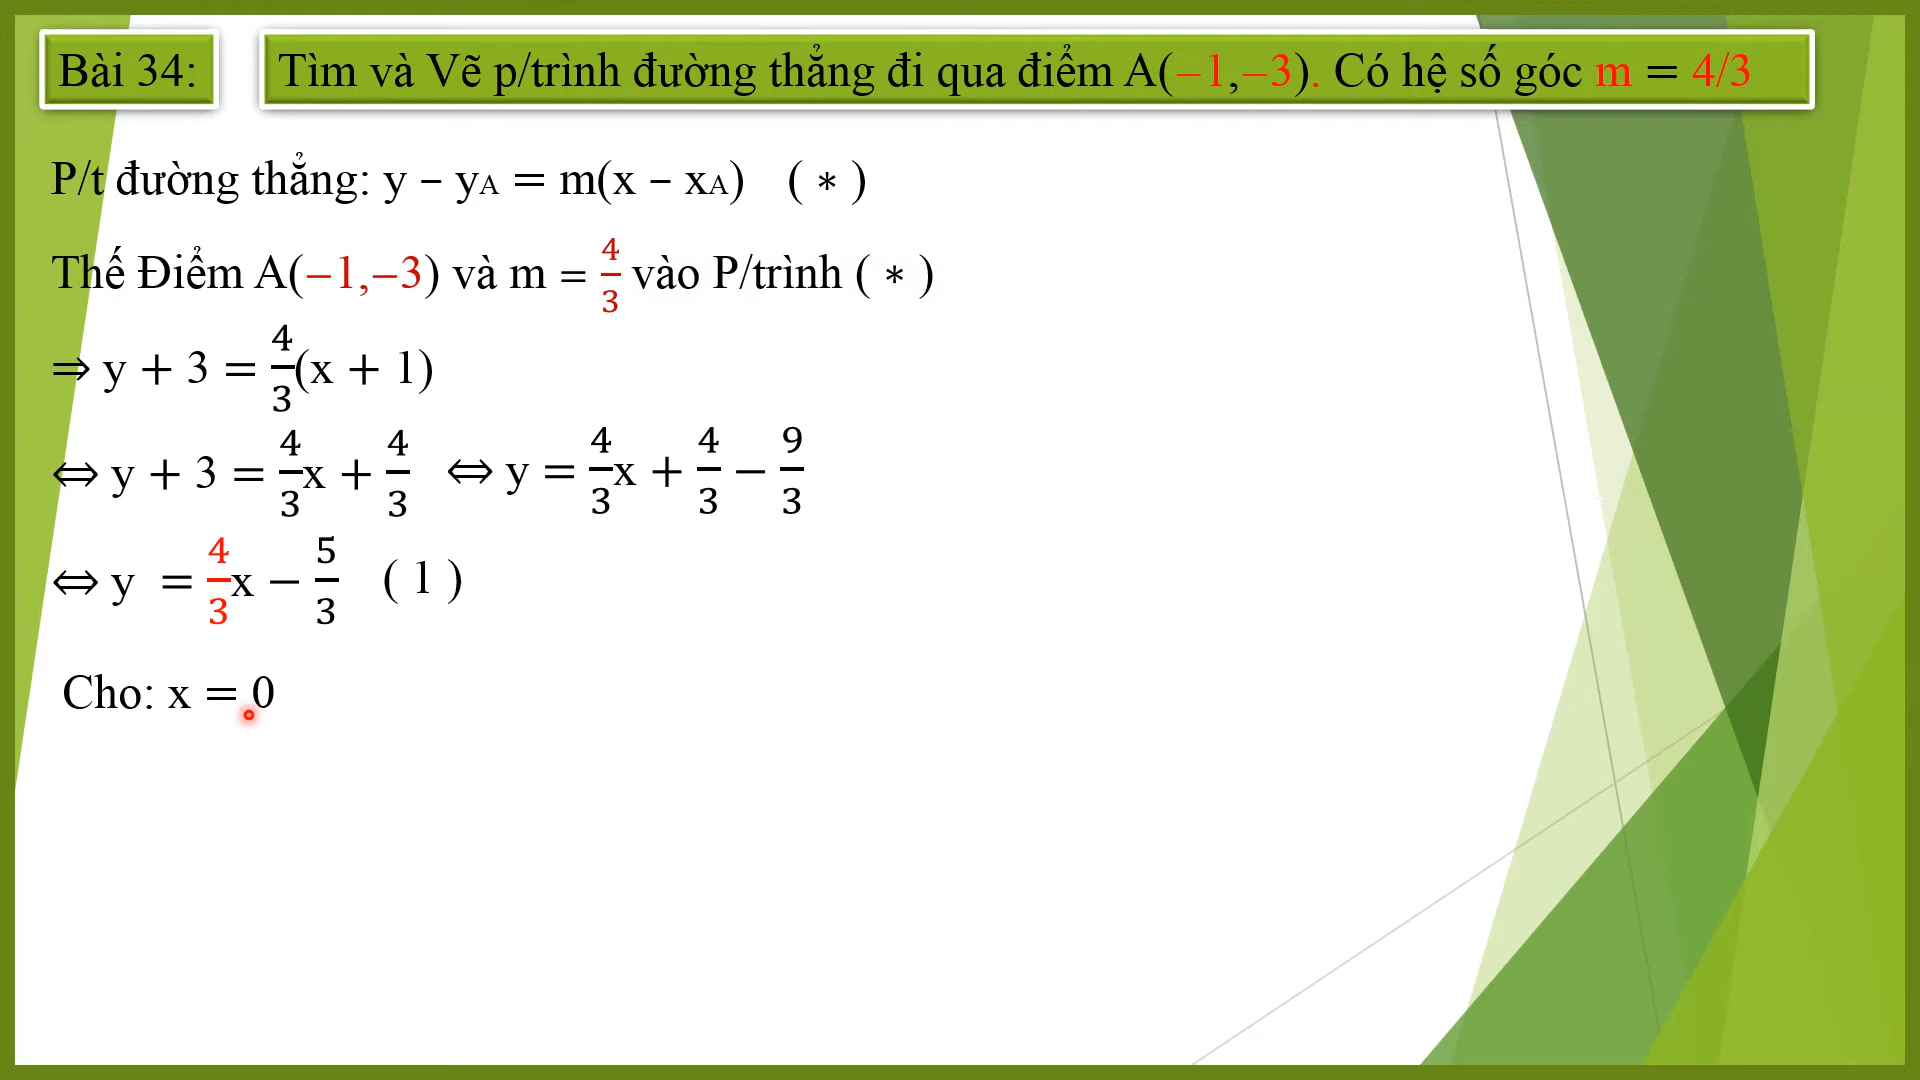 Bài 34:
Tìm và Vẽ p/trình đường thẳng đi qua điểm A(−1,−3). Có hệ số góc m = 4/3
P/t đường thẳng: y − yA = m(x − xA) ( * )
Thế Điểm A(−1,−3) và m = 4/3 vào P/trình ( * )
⇒ y + 3 = 4/3(x + 1)
⇔ y + 3 = 4/3x + 4/3 ⇔ y = 4/3x + 4/3 − 9/3
⇔ y = 4/3x − 5/3 ( 1 )
Cho: x = 0